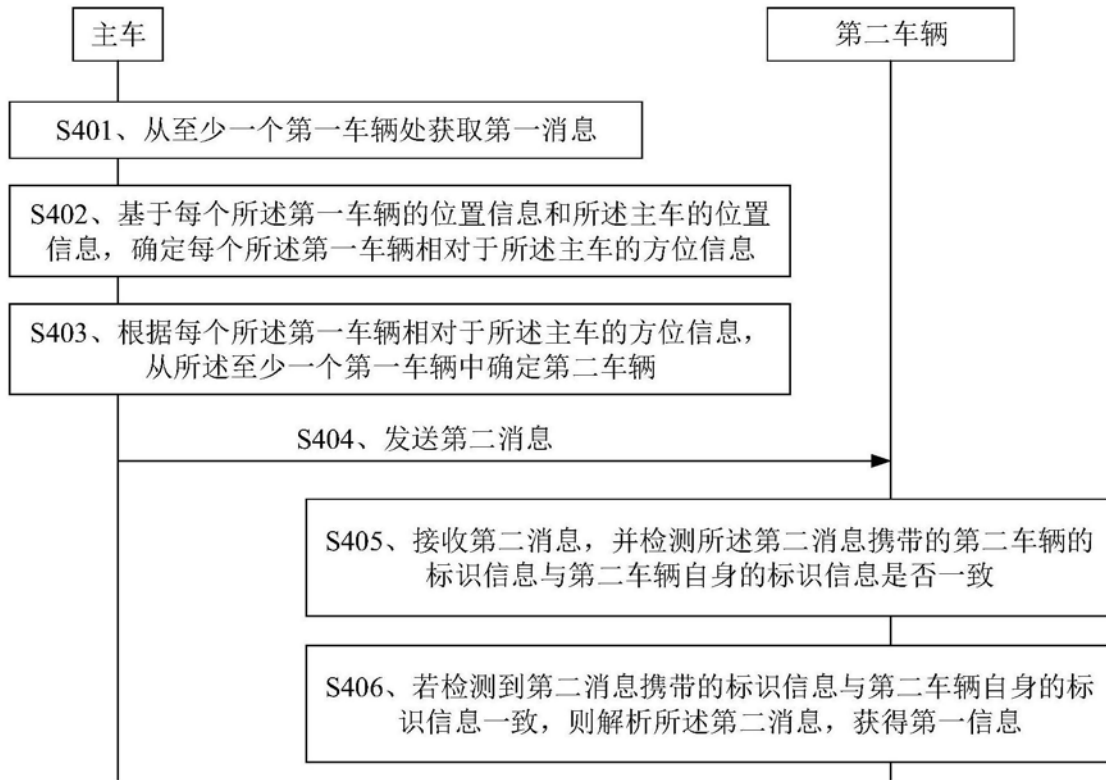 主车
第二车辆
S401、从至少一个第一车辆处获取第一消息
S402、基于每个所述第一车辆的位置信息和所述主车的位置
信息，确定每个所述第一车辆相对于所述主车的方位信息
S403、根据每个所述第一车辆相对于所述主车的方位信息，
从所述至少一个第一车辆中确定第二车辆
S404、发送第二消息
S405、接收第二消息，并检测所述第二消息携带的第二车辆的
标识信息与第二车辆自身的标识信息是否一致
S406、若检测到第二消息携带的标识信息与第二车辆自身的标
识信息一致，则解析所述第二消息，获得第一信息